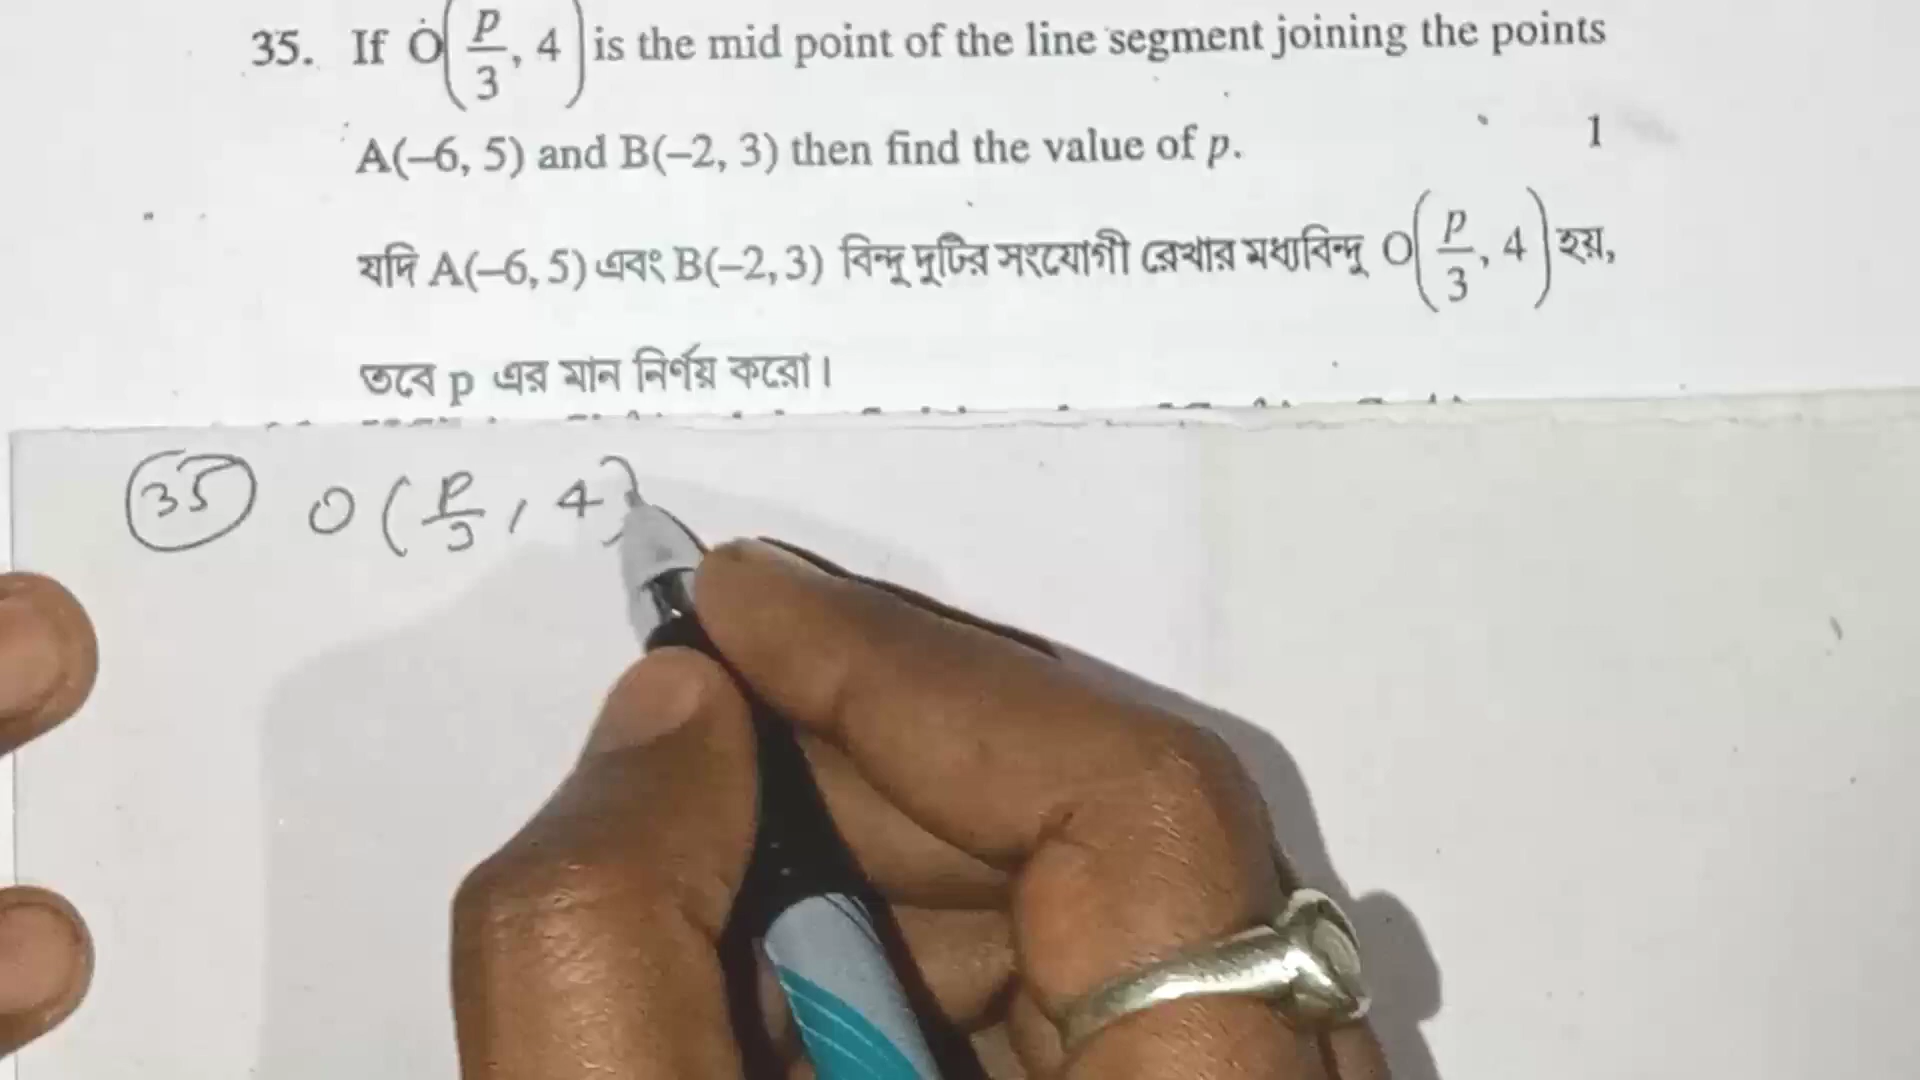 35. If O(p/3, 4) is the mid point of the line segment joining the points
A(–6, 5) and B(–2, 3) then find the value of p. 1
যদি A(–6, 5) এবং B(–2, 3) বিন্দু দুটির সংযোগী রেখার মধ্যবিন্দু O(p/3, 4) হয়,
তবে p এর মান নির্ণয় করো।
35 O (p/3, 4)